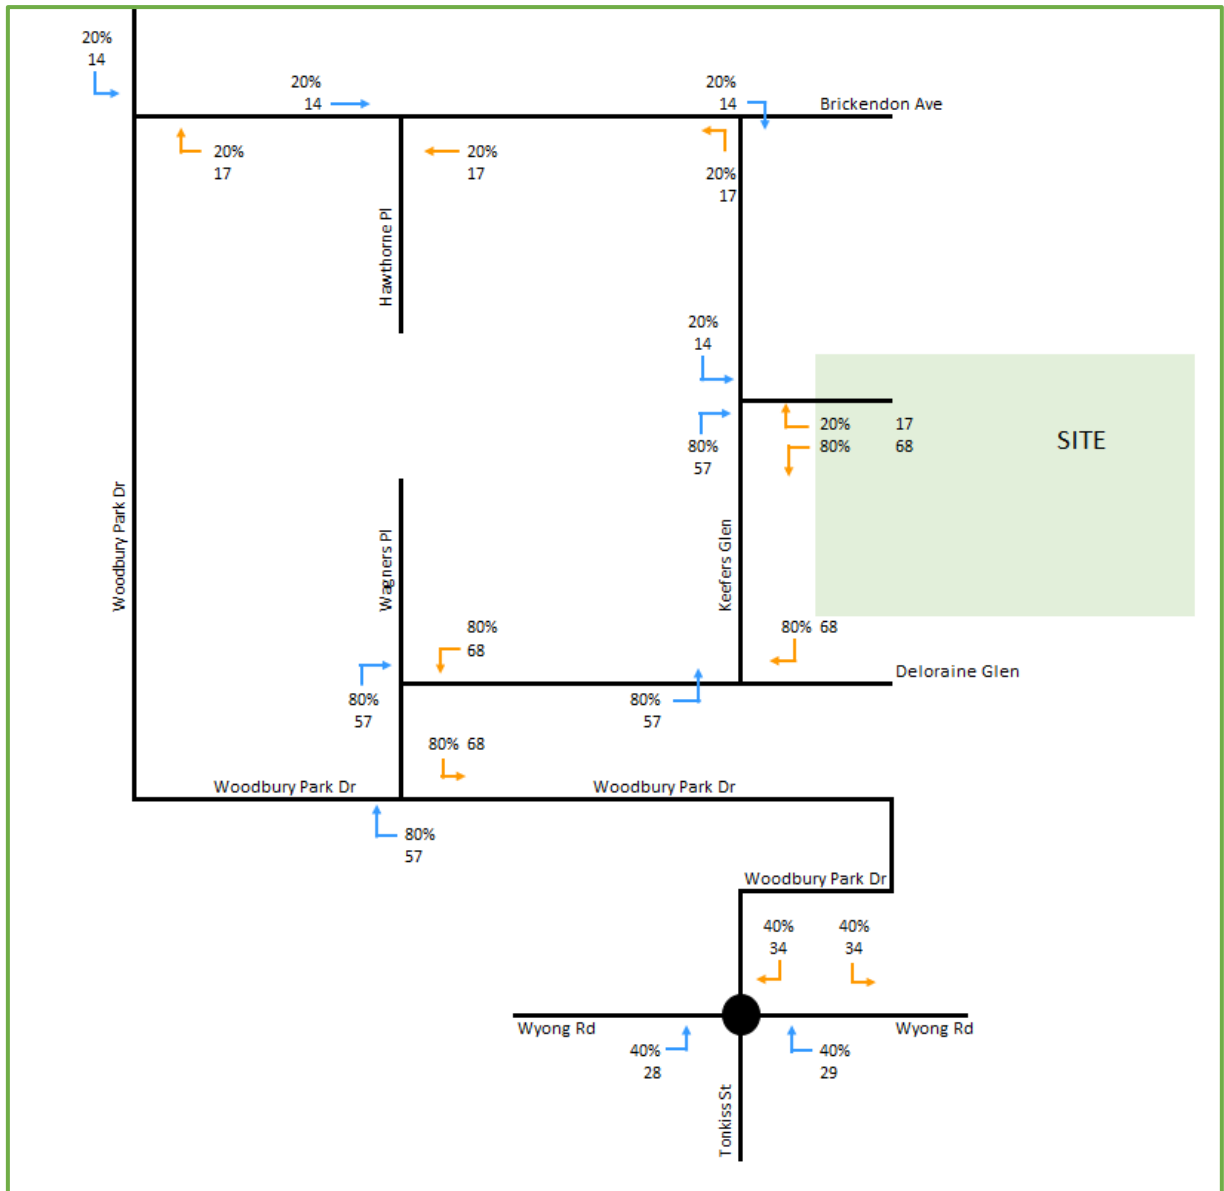 20%
14
20%
14
20%
14
Brickendon Ave
20%
17
20%
17
20%
17
Hawthorne Pl
20%
14
20% 17
80% 68
SITE
80%
57
Woodbury Park Dr
Wagners Pl
Keefers Glen
80%
68
80% 68
Deloraine Glen
80%
57
80%
57
80% 68
Woodbury Park Dr
Woodbury Park Dr
80%
57
Woodbury Park Dr
40%
34
40%
34
Wyong Rd
Wyong Rd
40%
28
40%
29
Tonkiss St